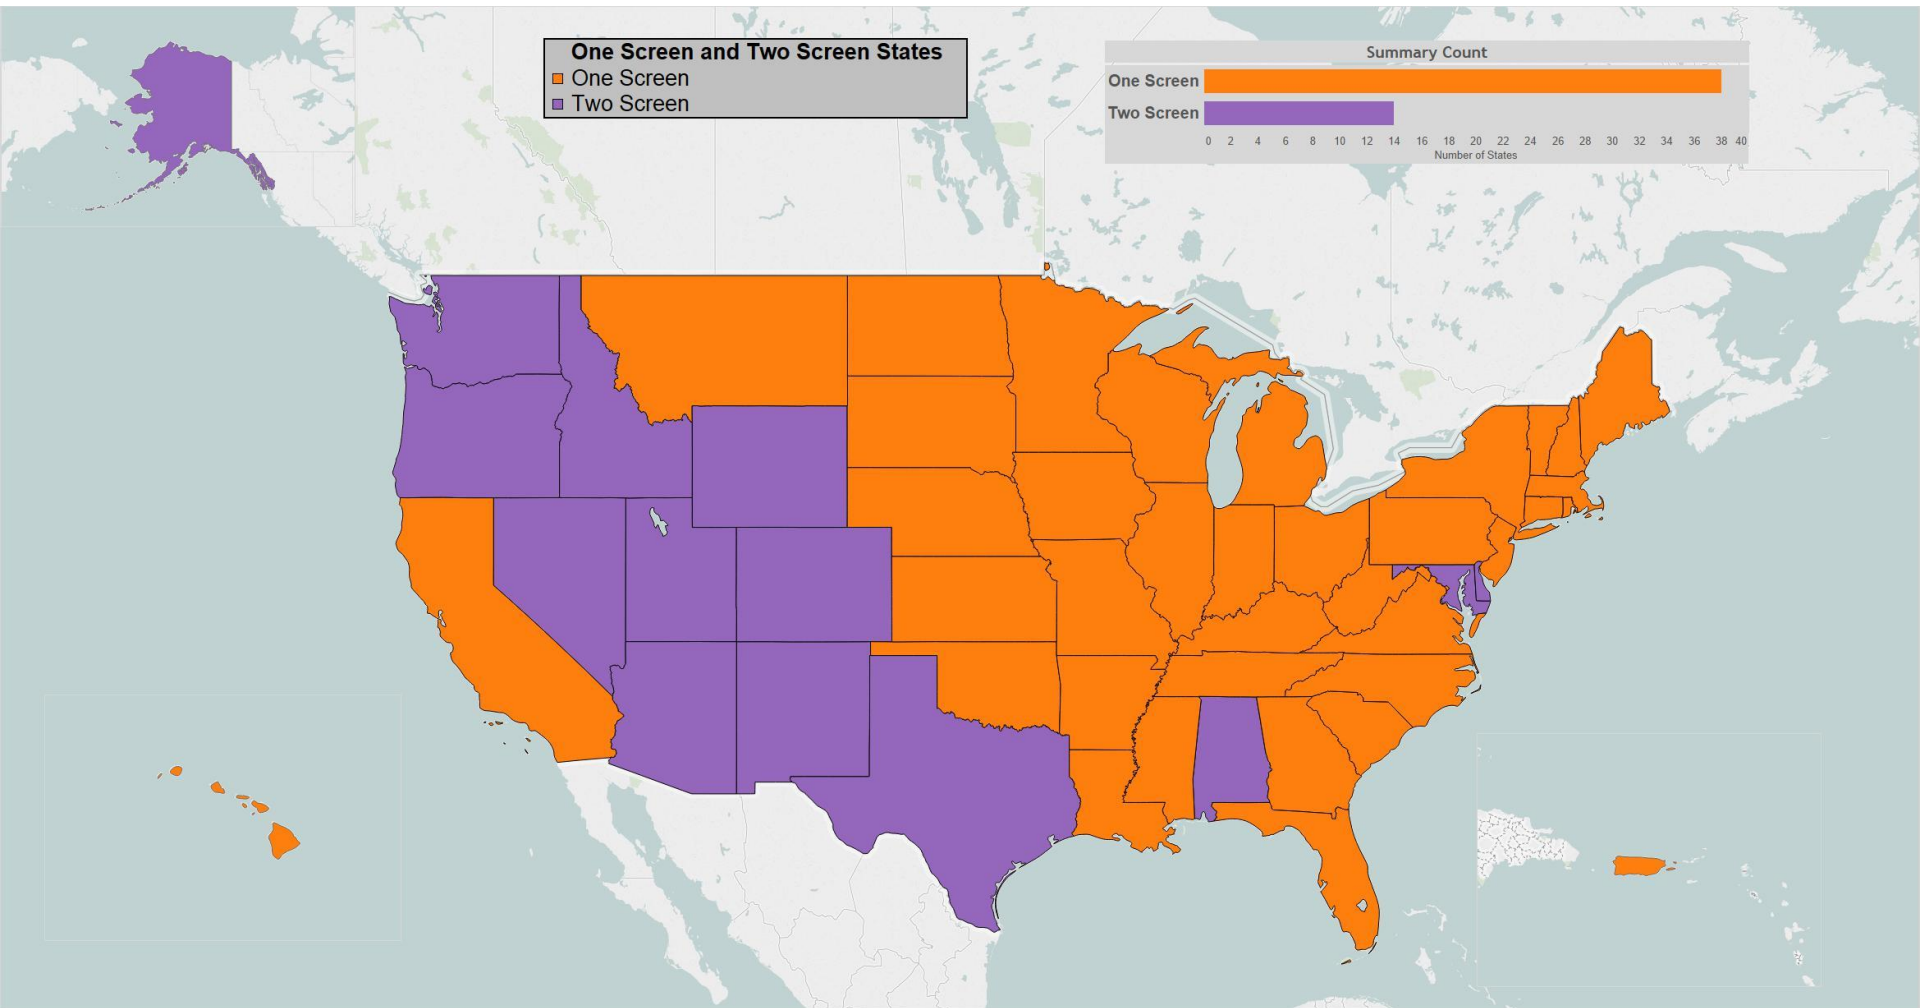 One Screen and Two Screen States
One Screen
Two Screen
Summary Count
One Screen
Two Screen
0 2 4 6 8 10 12 14 16 18 20 22 24 26 28 30 32 34 36 38 40
Number of States